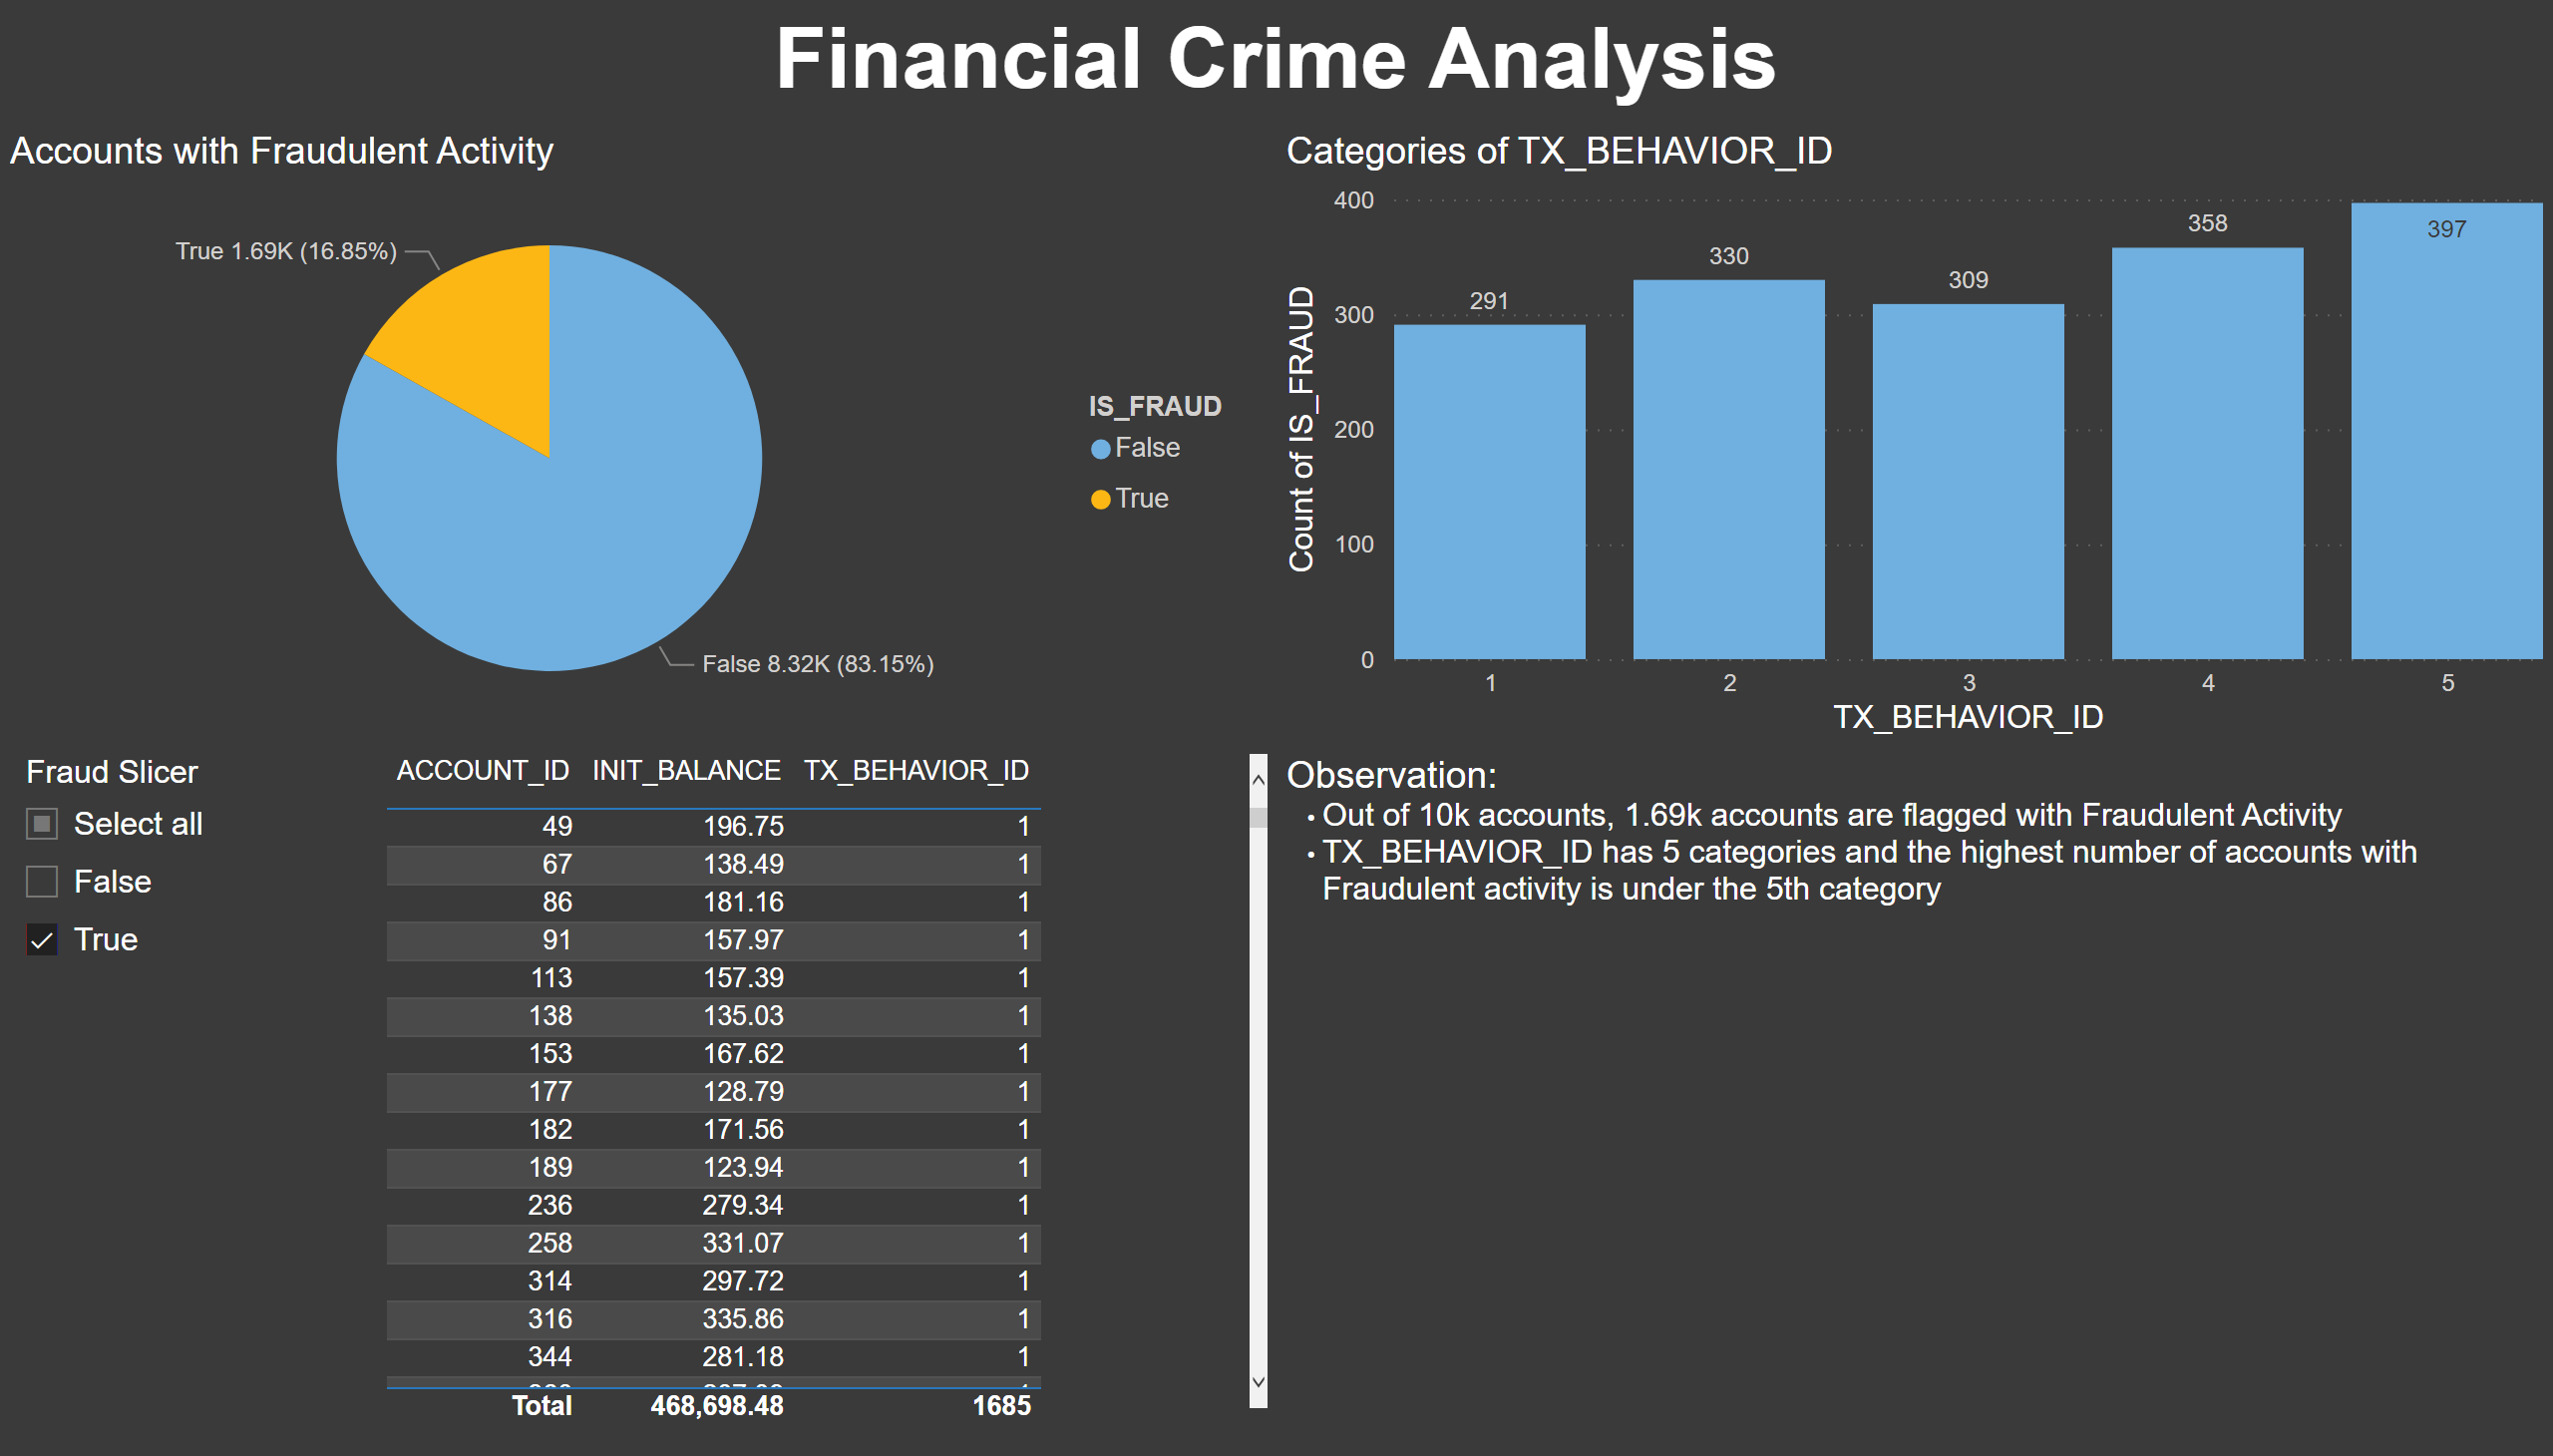 Financial Crime Analysis
Accounts with Fraudulent Activity
True 1.69K (16.85%)
False 8.32K (83.15%)
IS_FRAUD
False
True
Categories of TX_BEHAVIOR_ID
Count of IS_FRAUD
400
300
200
100
0
291
330
309
358
397
1 2 3 4 5
TX_BEHAVIOR_ID
Fraud Slicer
Select all
False
True
ACCOUNT_ID INIT_BALANCE TX_BEHAVIOR_ID
49 196.75 1
67 138.49 1
86 181.16 1
91 157.97 1
113 157.39 1
138 135.03 1
153 167.62 1
177 128.79 1
182 171.56 1
189 123.94 1
236 279.34 1
258 331.07 1
314 297.72 1
316 335.86 1
344 281.18 1
Total 468,698.48 1685
Observation:
• Out of 10k accounts, 1.69k accounts are flagged with Fraudulent Activity
• TX_BEHAVIOR_ID has 5 categories and the highest number of accounts with
Fraudulent activity is under the 5th category